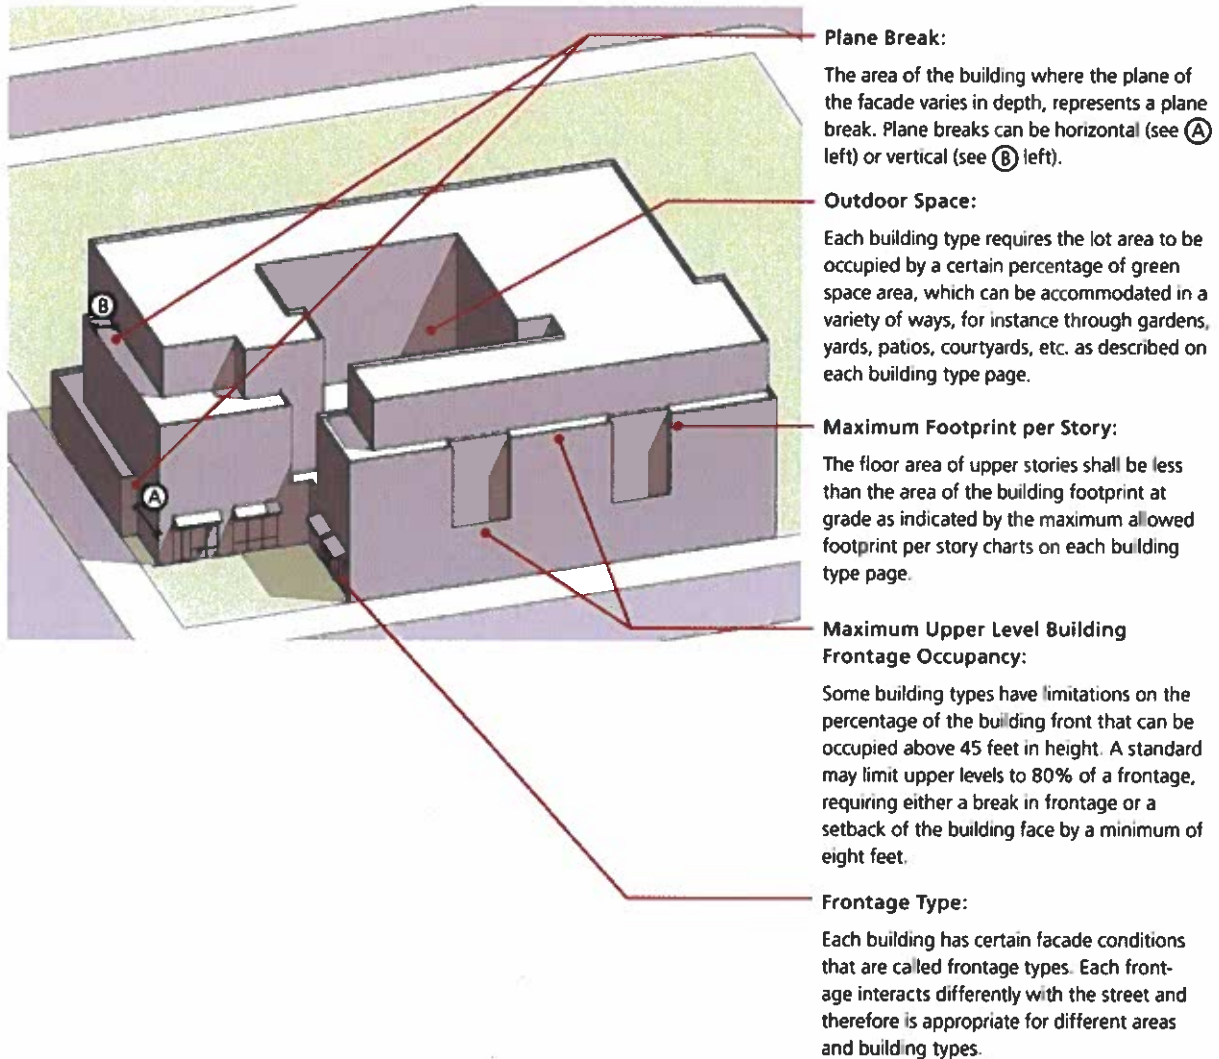 Plane Break:
The area of the building where the plane of
the facade varies in depth, represents a plane
break. Plane breaks can be horizontal (see Ⓐ
left) or vertical (see Ⓑ left).
Outdoor Space:
Each building type requires the lot area to be
occupied by a certain percentage of green
space area, which can be accommodated in a
variety of ways, for instance through gardens,
yards, patios, courtyards, etc. as described on
each building type page.
Maximum Footprint per Story:
The floor area of upper stories shall be less
than the area of the building footprint at
grade as indicated by the maximum allowed
footprint per story charts on each building
type page.
Maximum Upper Level Building
Frontage Occupancy:
Some building types have limitations on the
percentage of the building front that can be
occupied above 45 feet in height. A standard
may limit upper levels to 80% of a frontage,
requiring either a break in frontage or a
setback of the building face by a minimum of
eight feet.
Frontage Type:
Each building has certain facade conditions
that are called frontage types. Each front-
age interacts differently with the street and
therefore is appropriate for different areas
and building types.
B
A